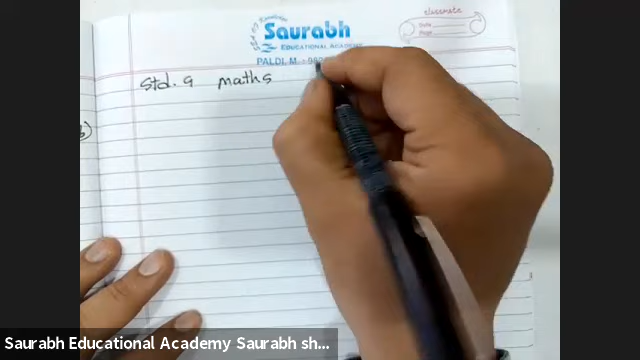 classmate
Date
Page
Saurabh
EDUCATIONAL ACADEMY
PALDI. M. :
Std. 9 maths
Saurabh Educational Academy Saurabh sh...